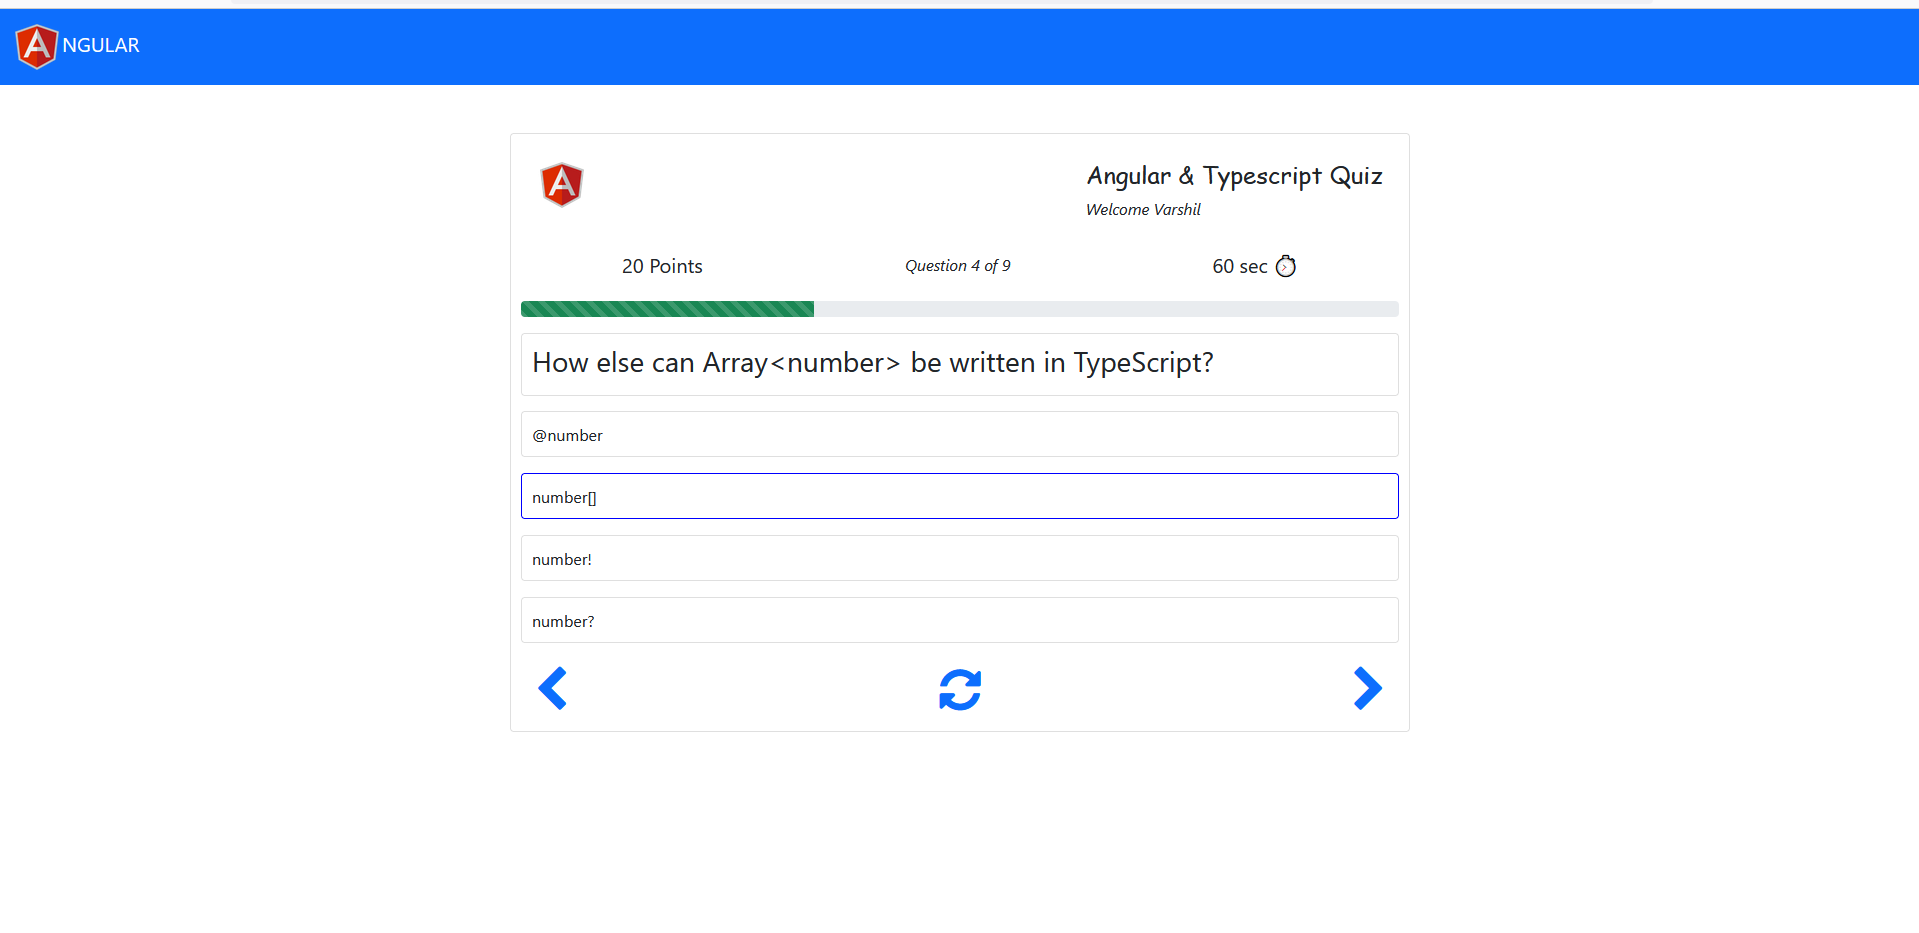 NGULAR
Angular & Typescript Quiz
Welcome Varshil
20 Points
Question 4 of 9
60 sec
How else can Array<number> be written in TypeScript?
@number
number[]
number!
number?